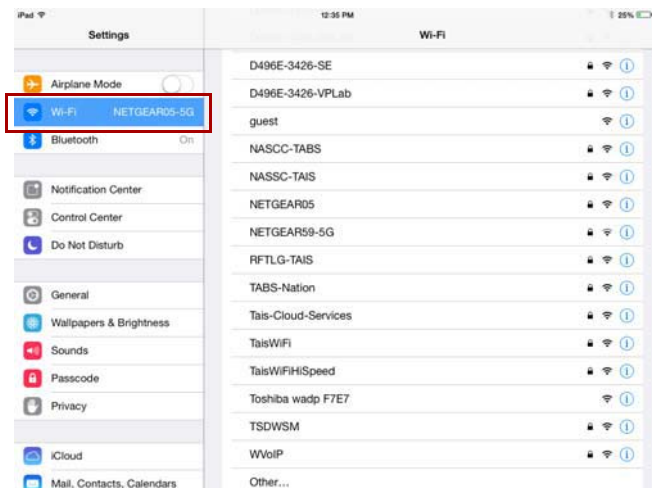 iPad 12:35 PM 25%
Settings
Wi-Fi
Airplane Mode
Wi-Fi NETGEAR05-5G
Bluetooth On
Notification Center
Control Center
Do Not Disturb
General
Wallpapers & Brightness
Sounds
Passcode
Privacy
iCloud
Mail, Contacts, Calendars
D496E-3426-SE
D496E-3426-VPLab
guest
NASCC-TABS
NASSC-TAIS
NETGEAR05
NETGEAR59-5G
RFTLG-TAIS
TABS-Nation
Tais-Cloud-Services
TaisWiFi
TaisWiFiHiSpeed
Toshiba wadp F7E7
TSDWSM
WVoIP
Other...